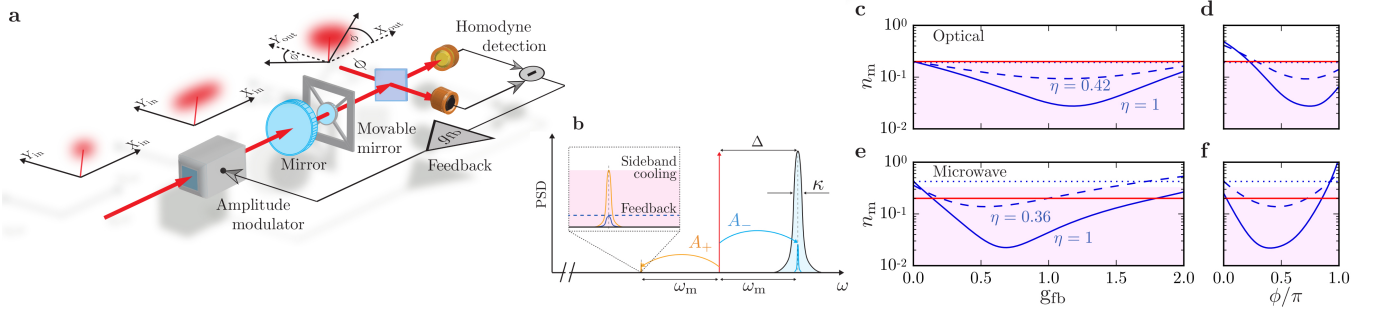 a
Y_out
X_out
ϕ
ϕ
Homodyne
detection
ϕ
-
Y_in
X_in
Y_in
X_in
g_fb
Movable
mirror
Feedback
Mirror
Amplitude
modulator
b
PSD
Sideband
cooling
Feedback
Δ
κ
A_+
A_-
ω_m
ω_m
ω
c
n_m
10^0
10^-1
10^-2
Optical
η = 0.42
η = 1
d
e
n_m
10^0
10^-1
10^-2
Microwave
η = 0.36
η = 1
0.0 0.5 1.0 1.5 2.0
g_fb
f
0.0 1.0
ϕ/π